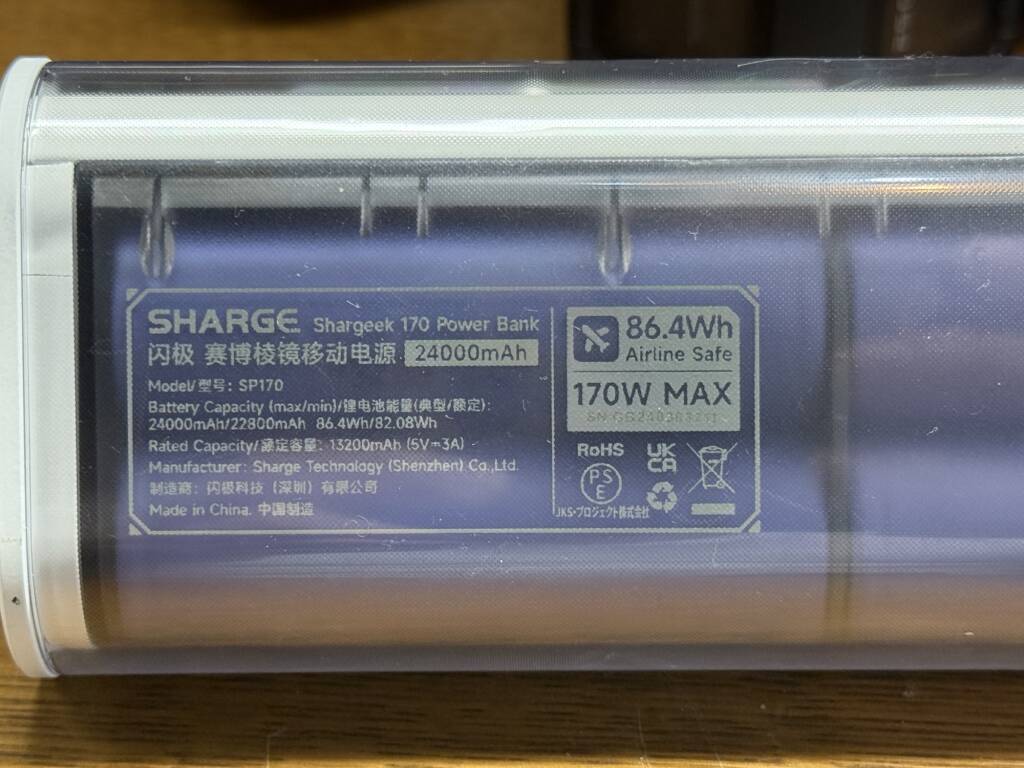 SHARGE Shargeek 170 Power Bank
闪极 赛博棱镜移动电源 24000mAh
Model/型号: SP170
Battery Capacity (max/min)/锂电池能量(典型/额定):
24000mAh/22800mAh 86.4Wh/82.08Wh
Rated Capacity/额定容量: 13200mAh (5V⎓3A)
Manufacturer: Sharge Technology (Shenzhen) Co.,Ltd.
制造商: 闪极科技 (深圳) 有限公司
Made in China. 中国制造
86.4Wh
Airline Safe
170W MAX
RoHS
UK
CA
PS
E
JKS・プロジェクト株式会社